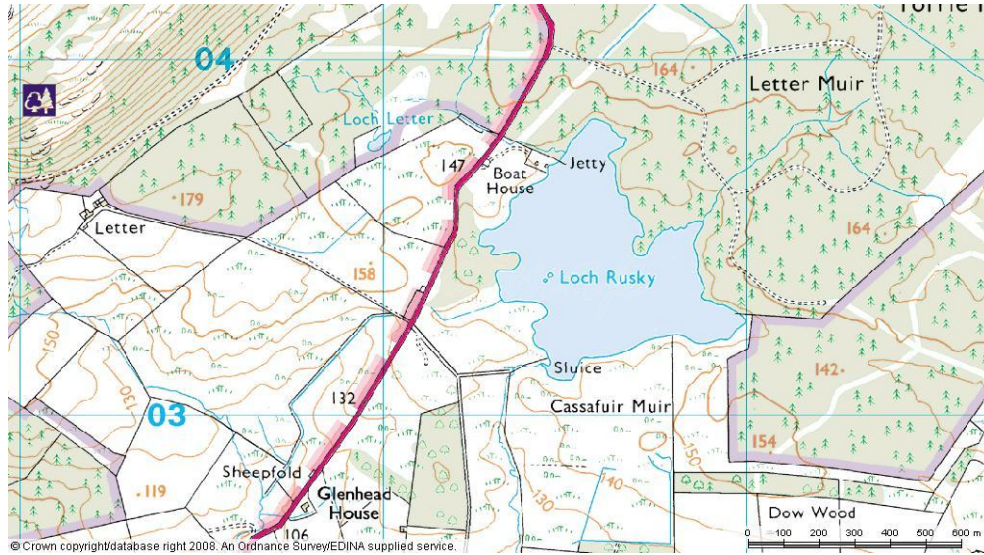 04
164
Letter Muir
Loch Letter
147
Boat
House
Jetty
179
Letter
164
158
Loch Rusky
150
130
Sluice
142
03
132
Cassafuir Muir
154
150
Sheepfold
119
Glenhead
House
130
140
Dow Wood
106
0 100 200 300 400 500 600 m
© Crown copyright/database right 2008. An Ordnance Survey/EDINA supplied service.